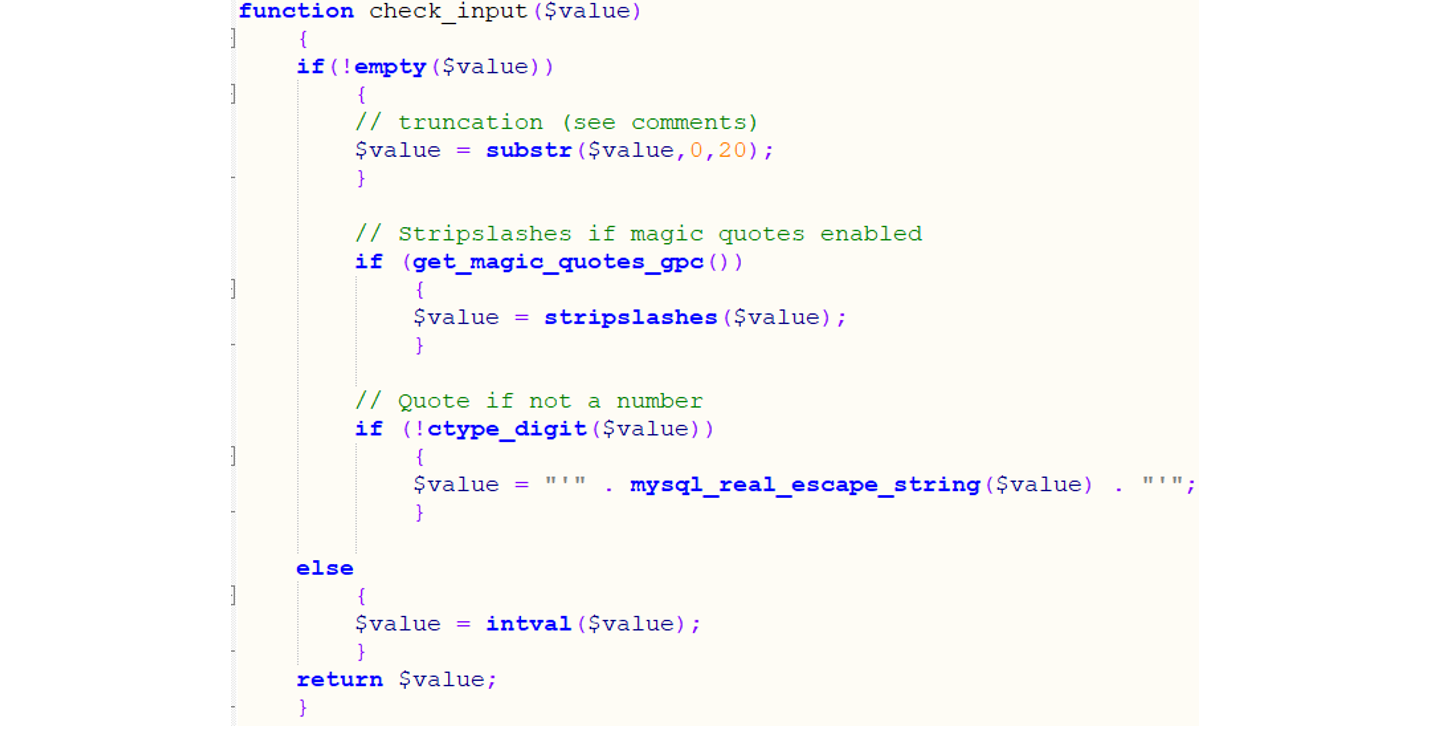 function check_input($value)
{
if(!empty($value))
{
// truncation (see comments)
$value = substr($value,0,20);
}
// Stripslashes if magic quotes enabled
if (get_magic_quotes_gpc())
{
$value = stripslashes($value);
}
// Quote if not a number
if (!ctype_digit($value))
{
$value = "'" . mysql_real_escape_string($value) . "'";
}
else
{
$value = intval($value);
}
return $value;
}